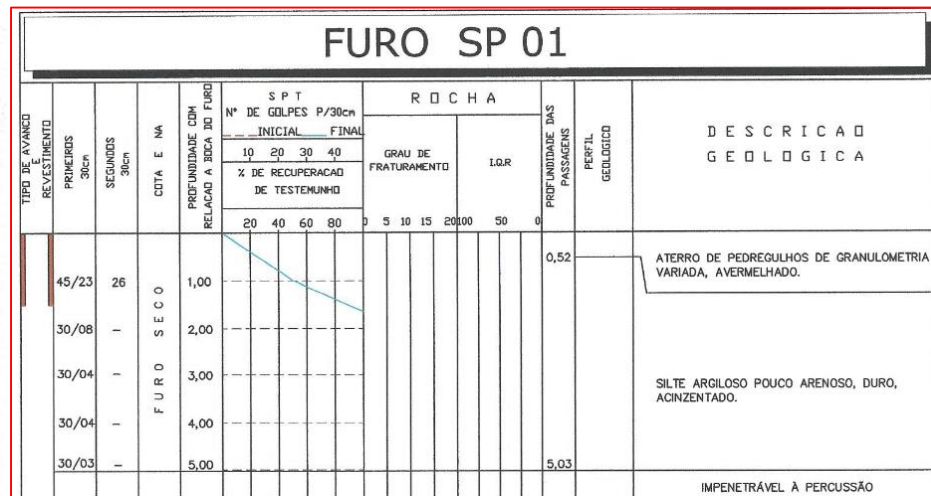 FURO SP 01
TIPO DE AVANCO
E
REVESTIMENTO
PRIMEIROS
30cm
SEGUNDOS
30cm
COTA E NA
PROFUNDIDADE COM
RELACAO A BOCA DO FURO
SPT
Nº DE GOLPES P/30cm
INICIAL FINAL
10 20 30 40
% DE RECUPERACAO
DE TESTEMUNHO
20 40 60 80
ROCHA
GRAU DE
FRATURAMENTO
0 5 10 15 20
I.Q.R
100 50 0
PROFUNDIDADE DAS
PASSAGENS
PERFIL
GEOLOGICO
DESCRICAO
GEOLOGICA
0,52
ATERRO DE PEDREGULHOS DE GRANULOMETRIA
VARIADA, AVERMELHADO.
45/23 26 1,00
30/08 - 2,00
FURO SECO
30/04 - 3,00
SILTE ARGILOSO POUCO ARENOSO, DURO,
ACINZENTADO.
30/04 - 4,00
30/03 - 5,00 5,03
IMPENETRÁVEL À PERCUSSÃO